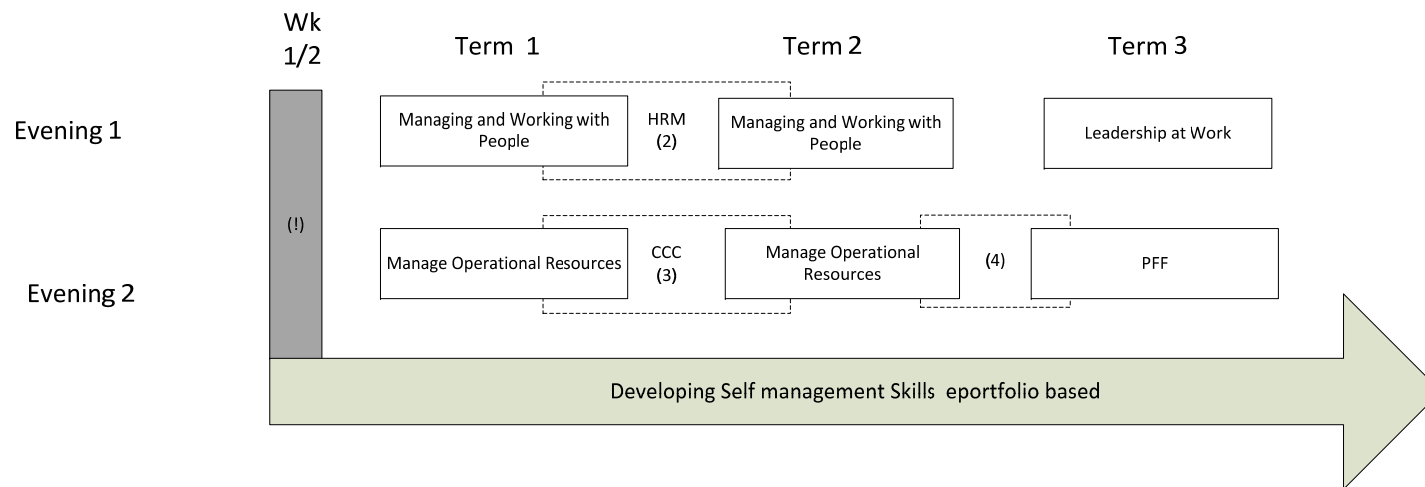 Wk
1/2
Term 1
Term 2
Term 3
Evening 1
Managing and Working with
People
HRM
(2)
Managing and Working with
People
Leadership at Work
(!)
Evening 2
Manage Operational Resources
CCC
(3)
Manage Operational
Resources
(4)
PFF
Developing Self management Skills eportfolio based